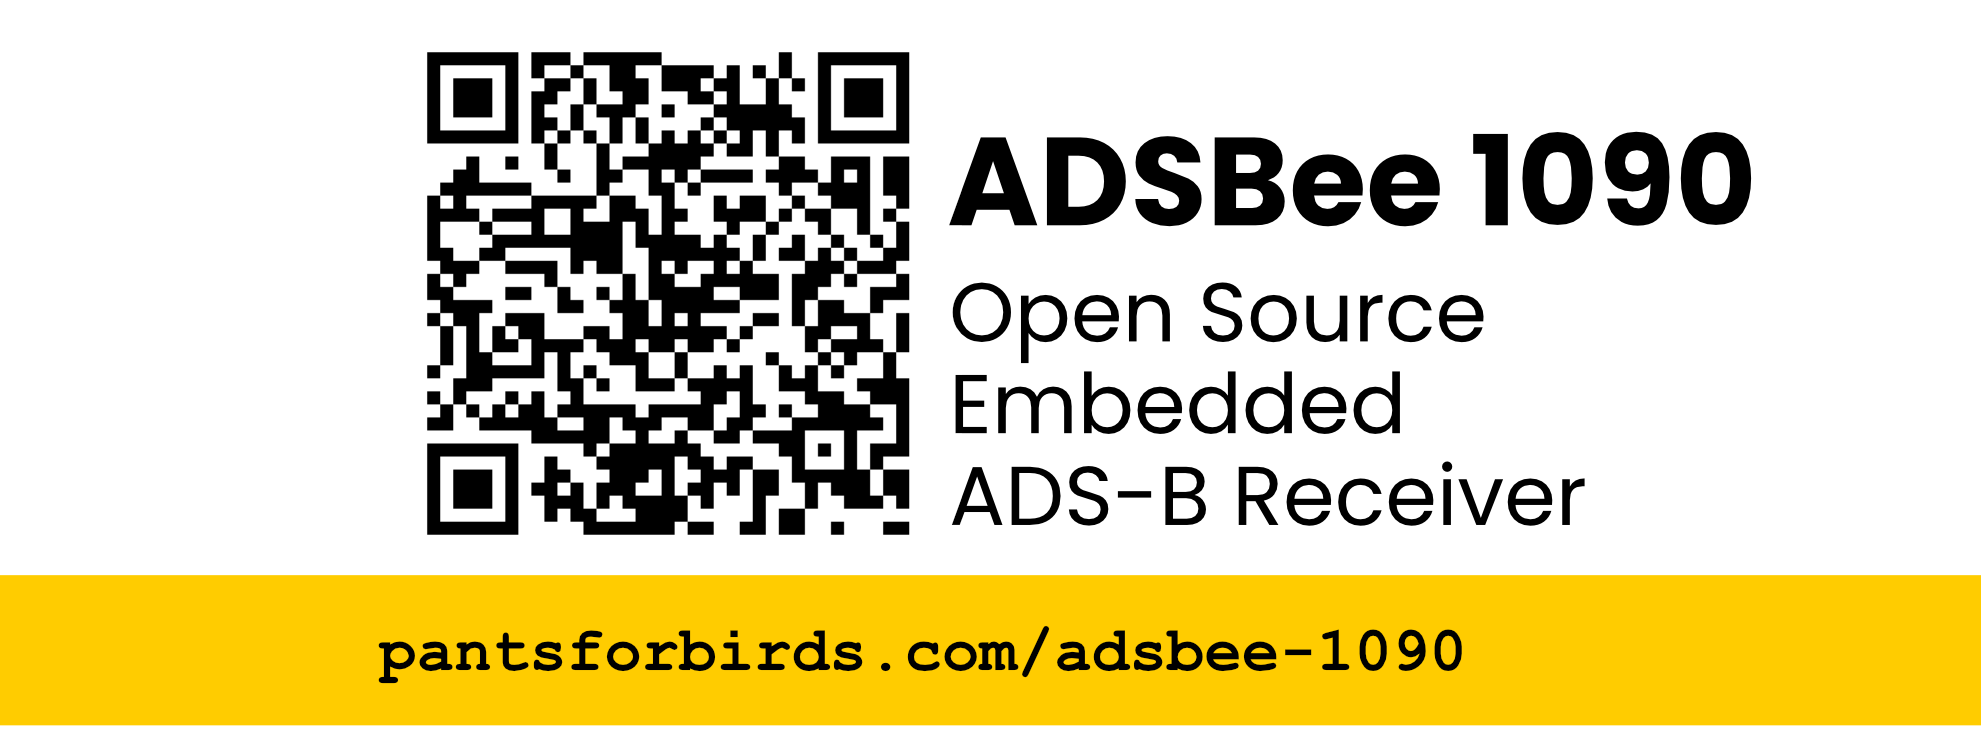 ADSBee 1090
Open Source
Embedded
ADS-B Receiver
pantsforbirds.com/adsbee-1090